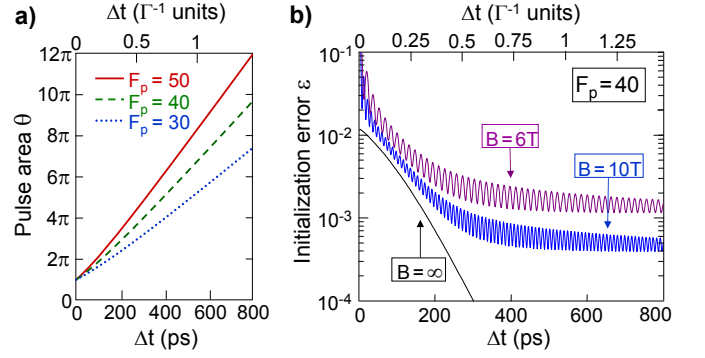 a)
Δt (Γ⁻¹ units)
0 0.5 1
12π
10π
8π
6π
4π
2π
0
Pulse area θ
Fₚ = 50
Fₚ = 40
Fₚ = 30
0 200 400 600 800
Δt (ps)
b)
Δt (Γ⁻¹ units)
0 0.25 0.5 0.75 1 1.25
10⁻¹
10⁻²
10⁻³
10⁻⁴
Initialization error ε
Fₚ = 40
B=6T
B=10T
B=∞
0 200 400 600 800
Δt (ps)